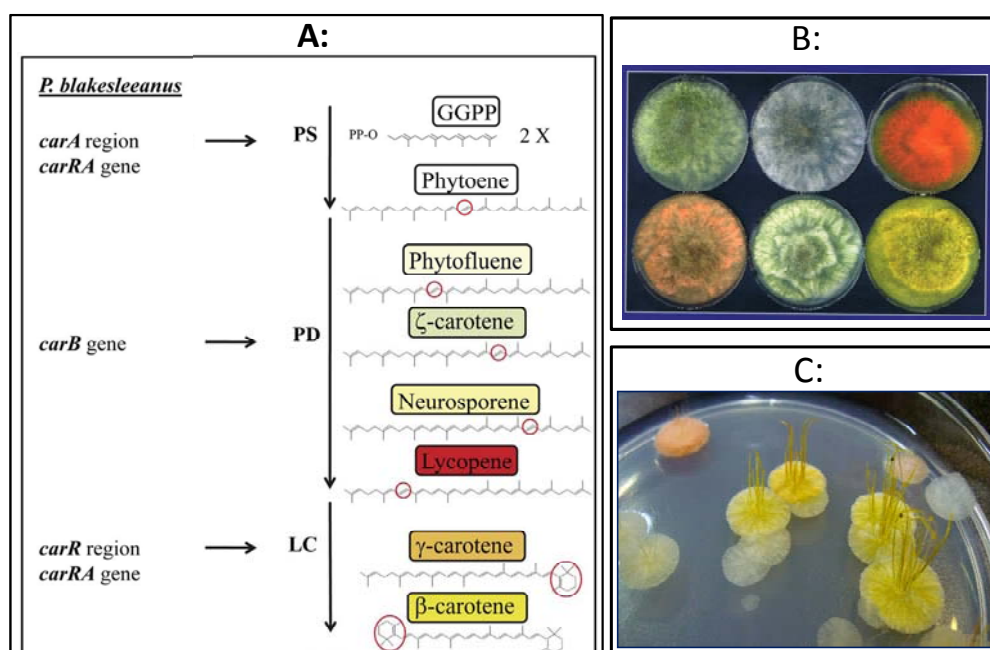 A:
P. blakesleeanus
carA region
carRA gene
PS
GGPP
PP-O
2 X
Phytoene
Phytofluene
ζ-carotene
carB gene
PD
Neurosporene
Lycopene
carR region
carRA gene
LC
γ-carotene
β-carotene
B:
C: